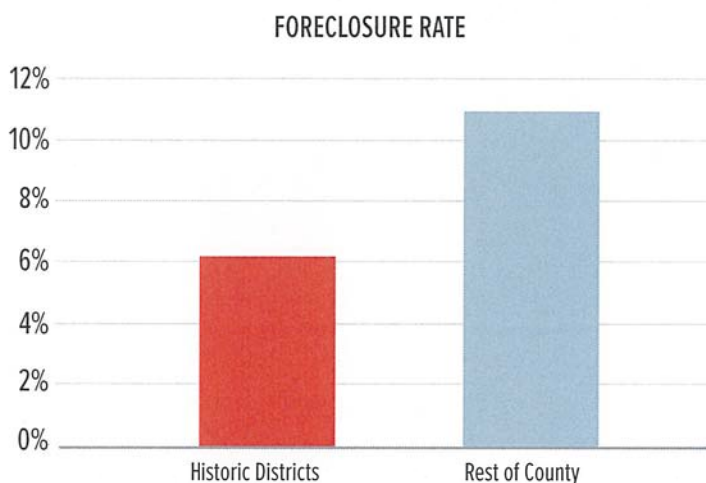 FORECLOSURE RATE
12%
10%
8%
6%
4%
2%
0%
Historic Districts
Rest of County